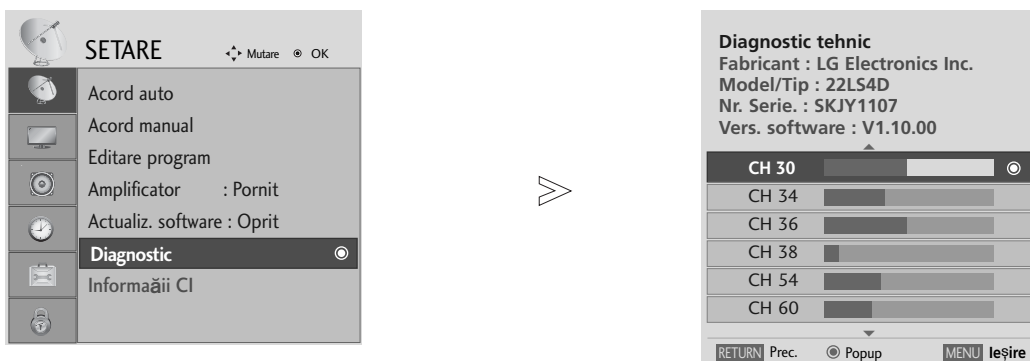 SETARE Mutare OK
Acord auto
Acord manual
Editare program
Amplificator : Pornit
Actualiz. software : Oprit
Diagnostic
Informaăii CI
Diagnostic tehnic
Fabricant : LG Electronics Inc.
Model/Tip : 22LS4D
Nr. Serie. : SKJY1107
Vers. software : V1.10.00
CH 30
CH 34
CH 36
CH 38
CH 54
CH 60
RETURN Prec. Popup MENU Ieşire